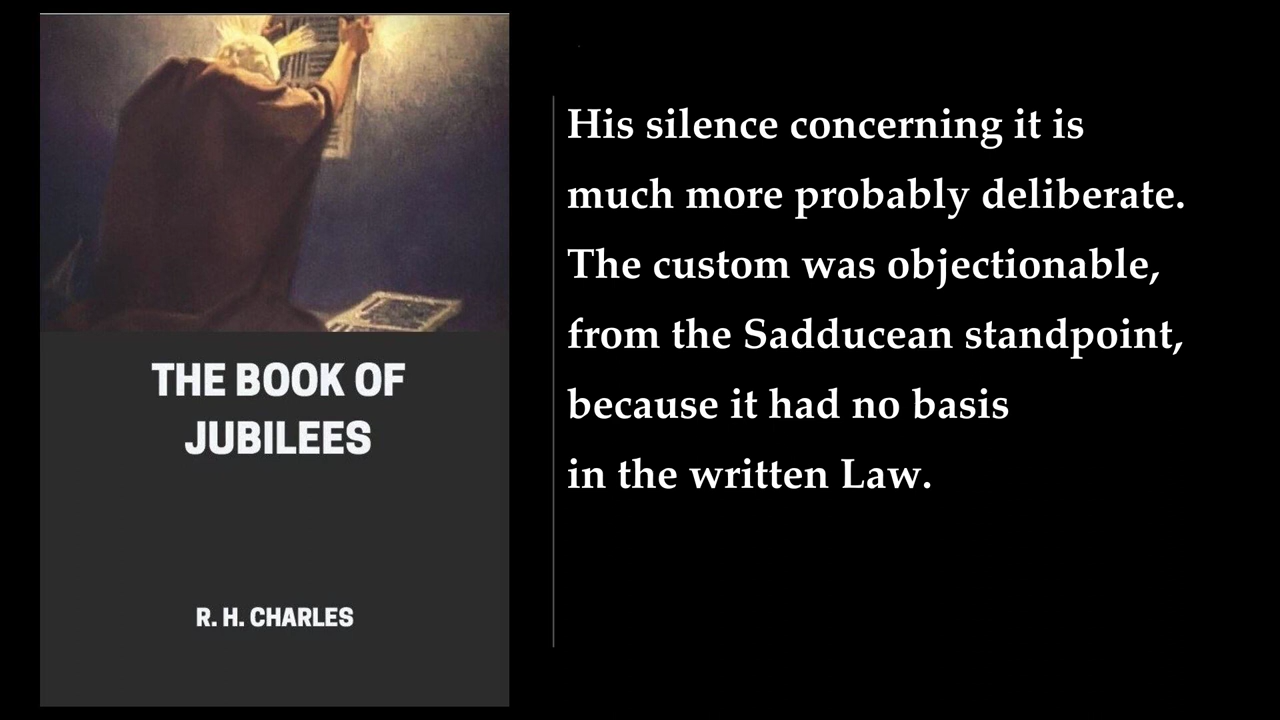 THE BOOK OF
JUBILEES
R. H. CHARLES
His silence concerning it is
much more probably deliberate.
The custom was objectionable,
from the Sadducean standpoint,
because it had no basis
in the written Law.